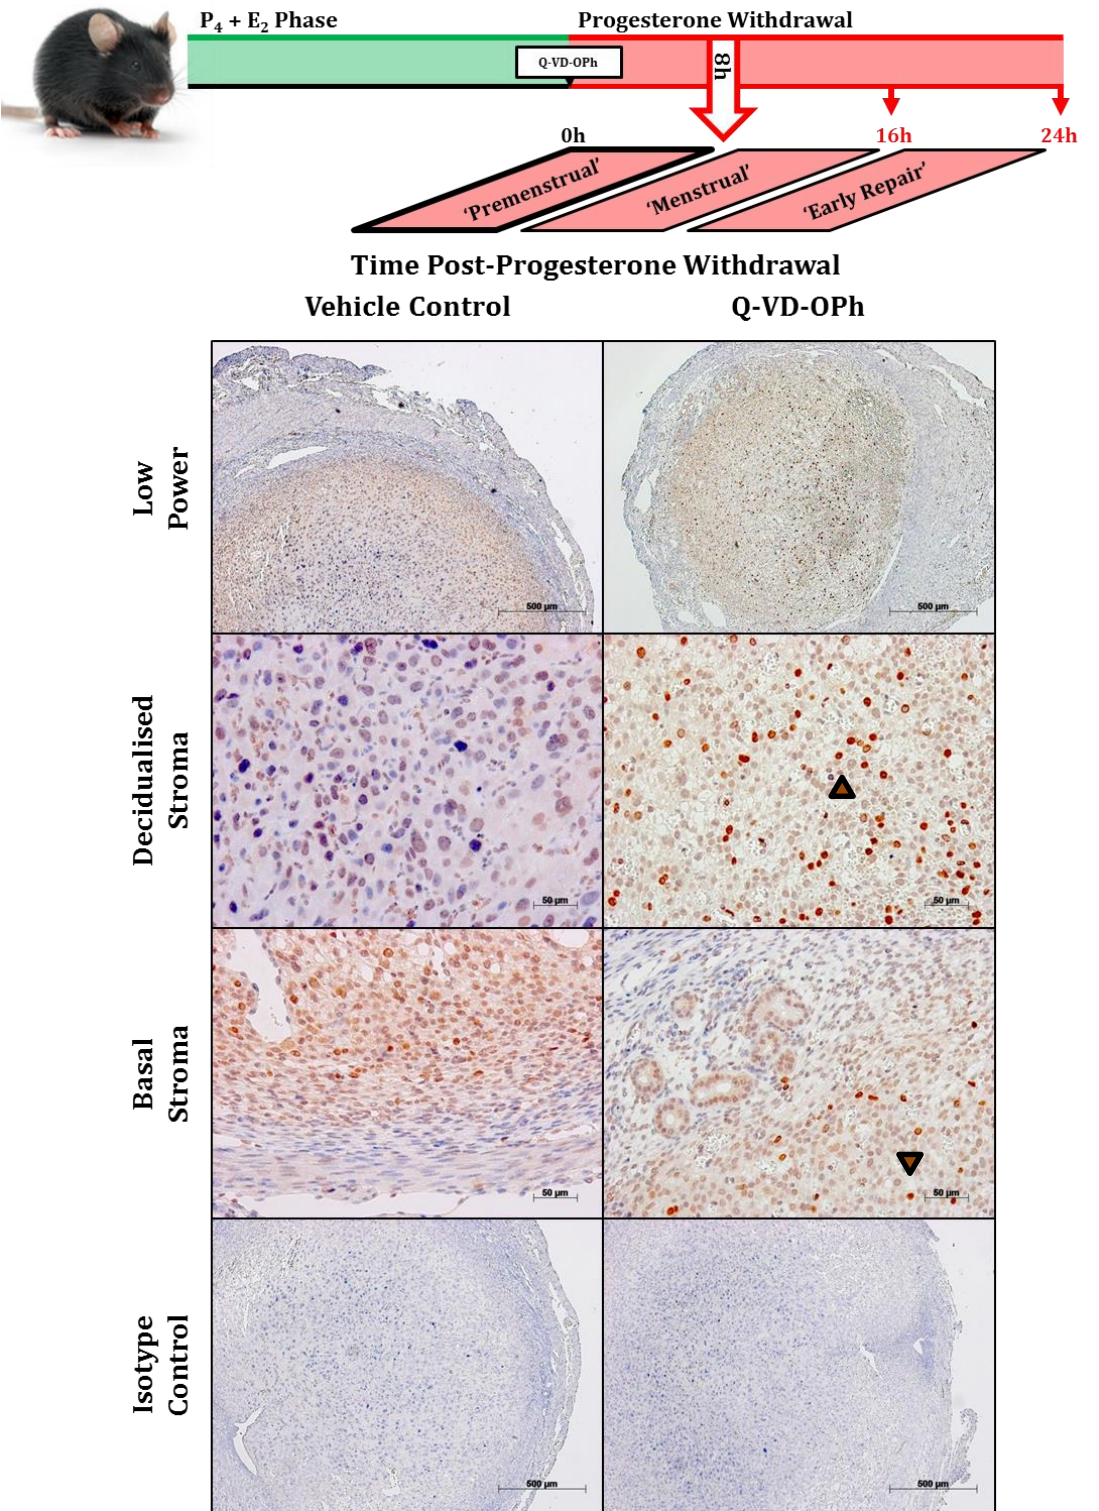 P₄ + E₂ Phase
Progesterone Withdrawal
Q-VD-OPh
8h
0h
16h
24h
'Premenstrual'
'Menstrual'
'Early Repair'
Time Post-Progesterone Withdrawal
Vehicle Control
Q-VD-OPh
Low
Power
500 µm
500 µm
Decidualised
Stroma
50 µm
50 µm
Basal
Stroma
50 µm
50 µm
Isotype
Control
500 µm
500 µm